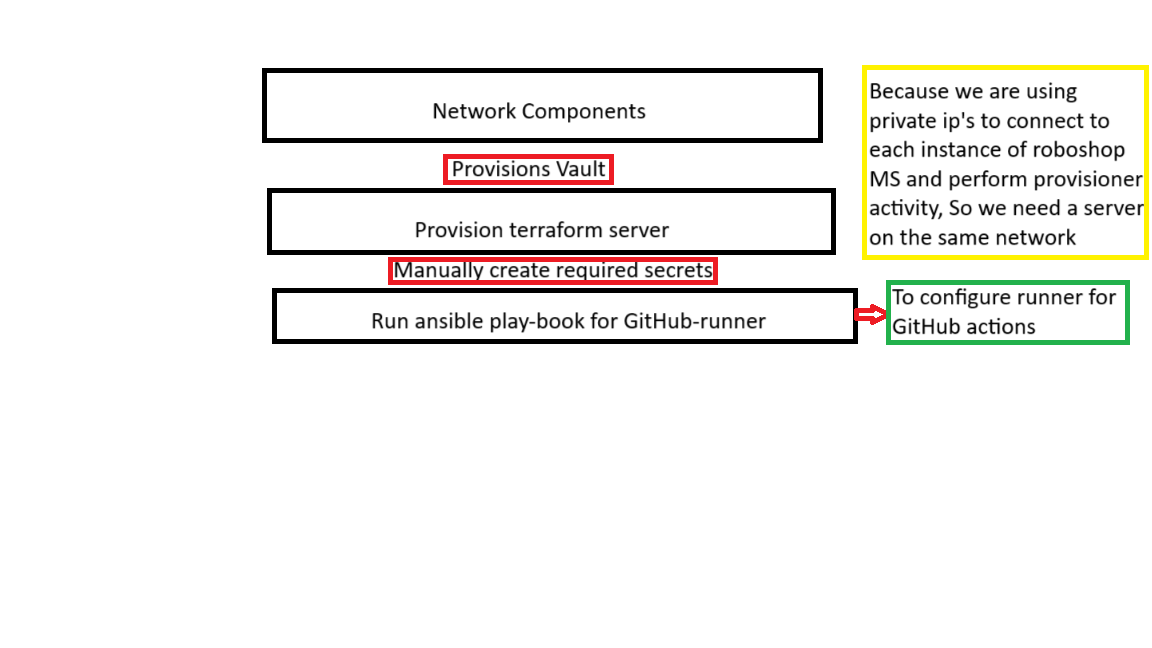 Network Components
Provisions Vault
Provision terraform server
Manually create required secrets
Run ansible play-book for GitHub-runner
Because we are using
private ip's to connect to
each instance of roboshop
MS and perform provisioner
activity, So we need a server
on the same network
To configure runner for
GitHub actions